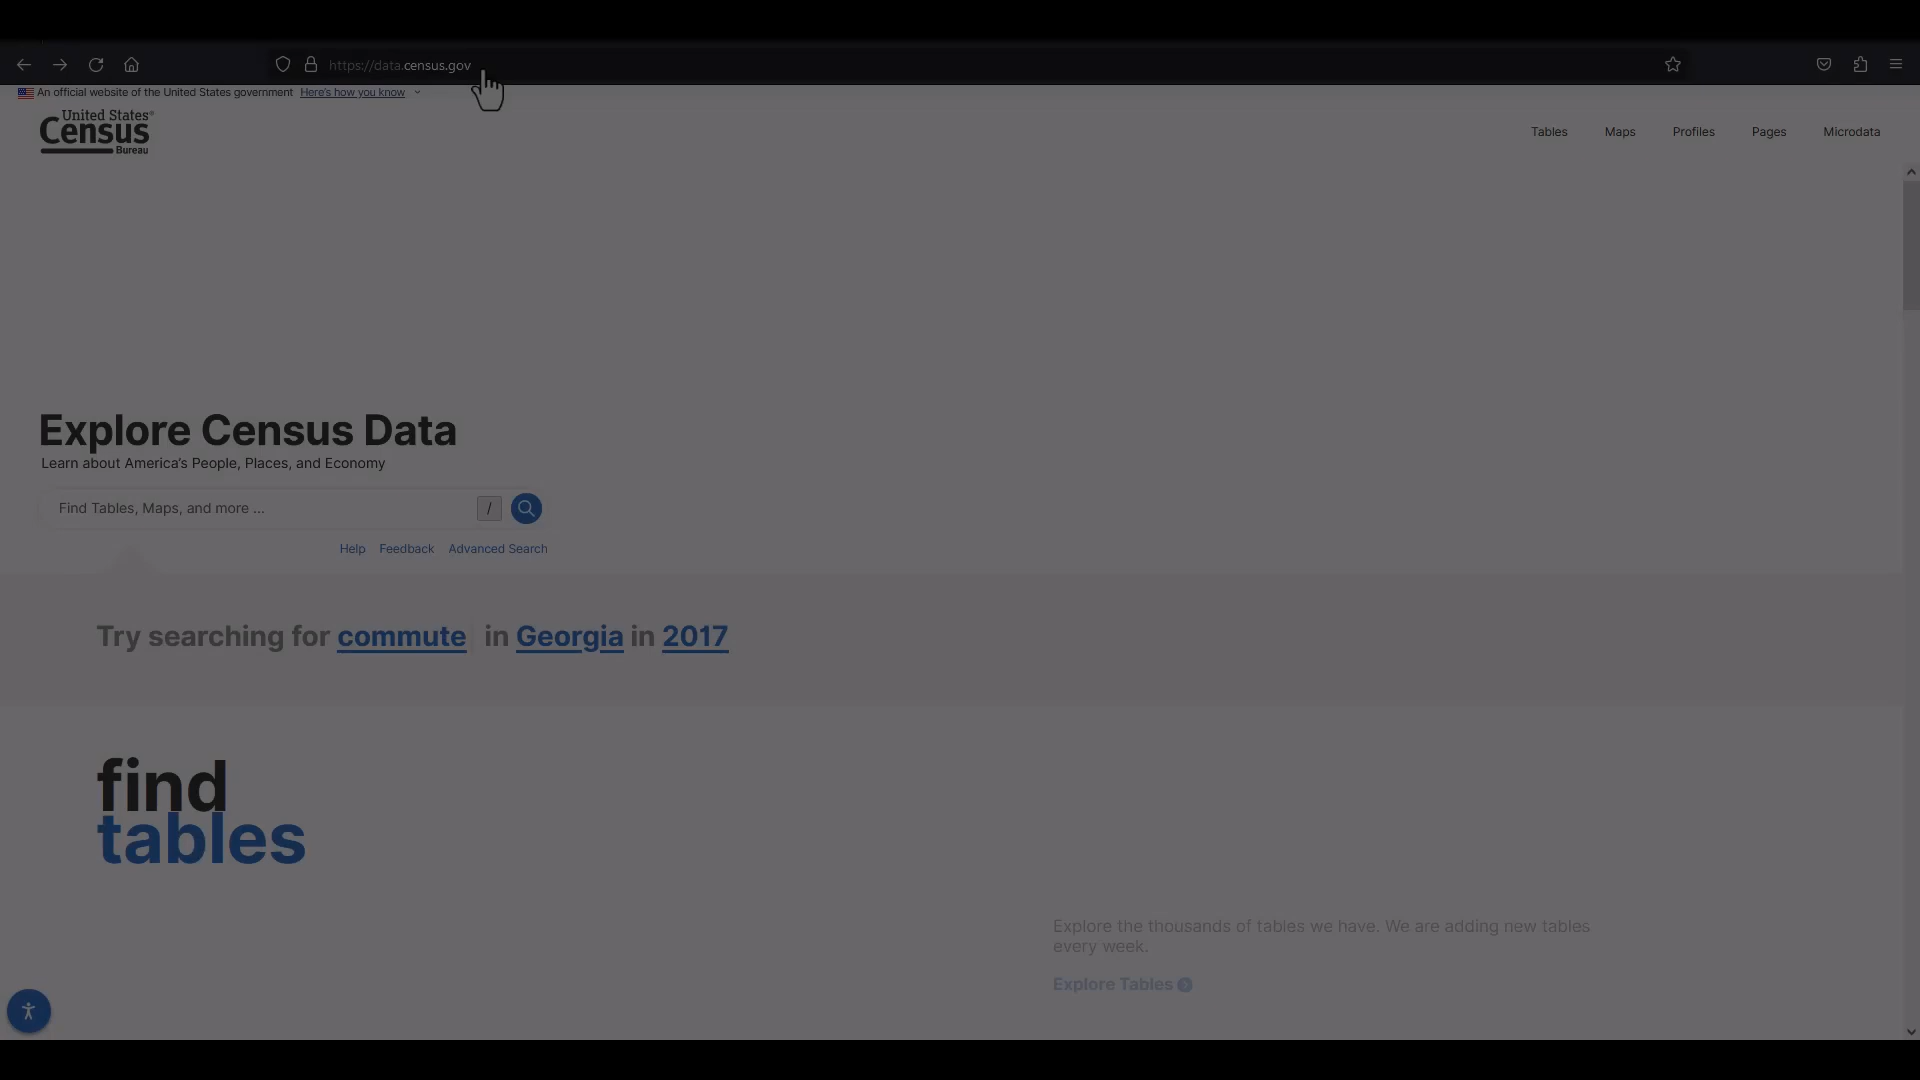 https://data.census.gov
An official website of the United States government Here's how you know
United States®
Census
Bureau
Tables Maps Profiles Pages Microdata
Explore Census Data
Learn about America's People, Places, and Economy
Find Tables, Maps, and more ... /
Help Feedback Advanced Search
Try searching for commute in Georgia in 2017
find
tables
Explore the thousands of tables we have. We are adding new tables
every week.
Explore Tables